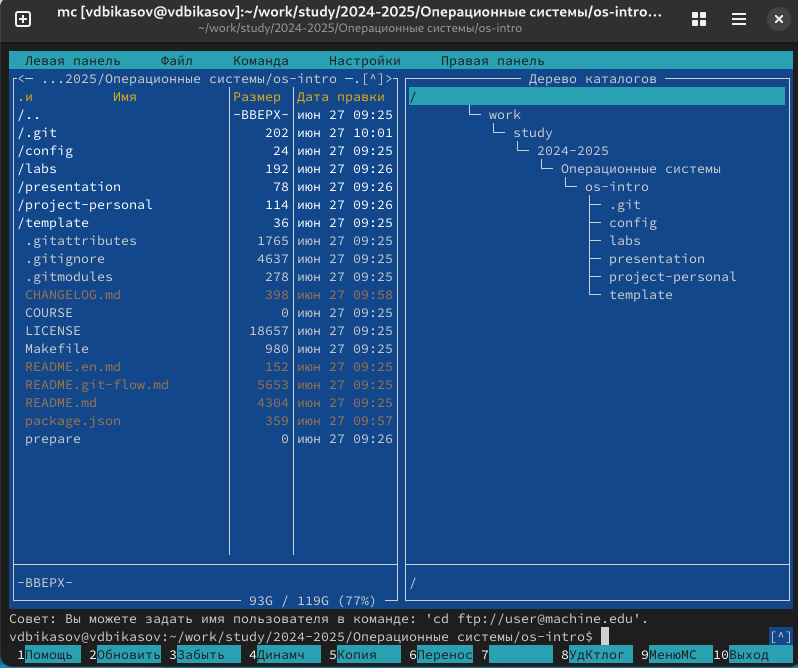 mc [vdbikasov@vdbikasov]:~/work/study/2024-2025/Операционные системы/os-intro...
~/work/study/2024-2025/Операционные системы/os-intro
Левая панель Файл Команда Настройки Правая панель
<─ ...2025/Операционные системы/os-intro ─.[^]>
.и Имя Размер Дата правки
/.. -ВВЕРХ- июн 27 09:25
/.git 202 июн 27 10:01
/config 24 июн 27 09:25
/labs 192 июн 27 09:26
/presentation 78 июн 27 09:26
/project-personal 114 июн 27 09:26
/template 36 июн 27 09:25
.gitattributes 1765 июн 27 09:25
.gitignore 4637 июн 27 09:25
.gitmodules 278 июн 27 09:25
CHANGELOG.md 398 июн 27 09:58
COURSE 0 июн 27 09:25
LICENSE 18657 июн 27 09:25
Makefile 980 июн 27 09:25
README.en.md 152 июн 27 09:25
README.git-flow.md 5653 июн 27 09:25
README.md 4304 июн 27 09:25
package.json 359 июн 27 09:57
prepare 0 июн 27 09:26
-ВВЕРХ-
93G / 119G (77%)
Дерево каталогов
/
work
study
2024-2025
Операционные системы
os-intro
.git
config
labs
presentation
project-personal
template
/
Совет: Вы можете задать имя пользователя в команде: 'cd ftp://user@machine.edu'.
vdbikasov@vdbikasov:~/work/study/2024-2025/Операционные системы/os-intro$ [^]
1Помощь 2Обновить 3Забыть 4Динамч 5Копия 6Перенос 7 8УдКтлог 9МенюMC 10Выход